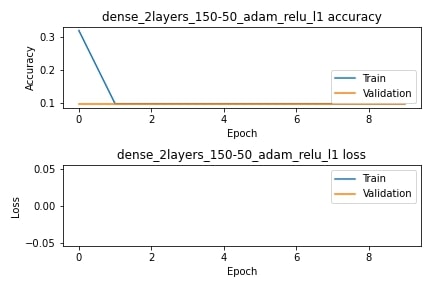 dense_2layers_150-50_adam_relu_l1 accuracy
0.3
0.2
0.1
Accuracy
Train
Validation
0 2 4 6 8
Epoch
dense_2layers_150-50_adam_relu_l1 loss
0.05
0.00
−0.05
Loss
Train
Validation
0 2 4 6 8
Epoch